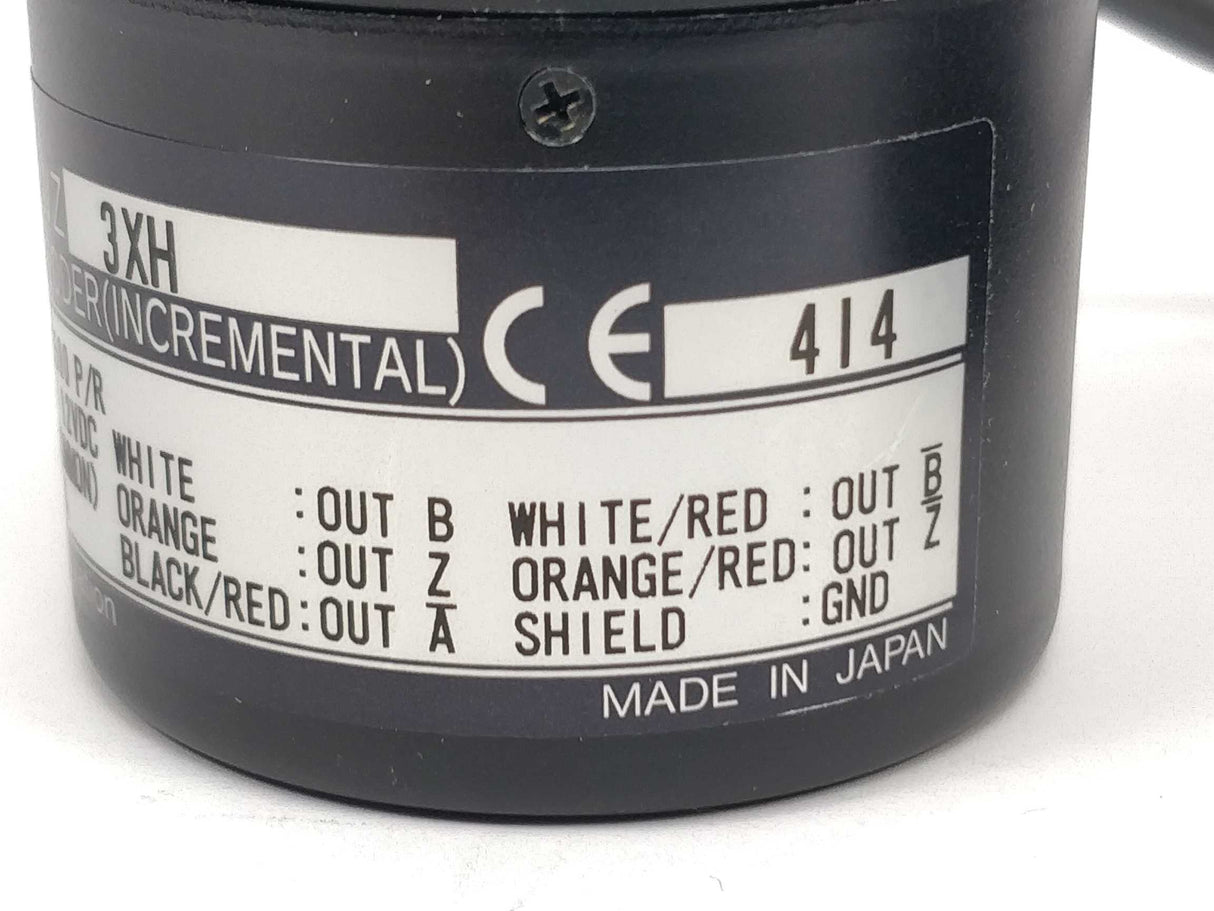 Z 3XH
(INCREMENTAL) CE 414
P/R
WHITE :OUT B WHITE/RED : OUT B̅
ORANGE :OUT Z ORANGE/RED: OUT Z̅
BLACK/RED:OUT A̅ SHIELD :GND
MADE IN JAPAN